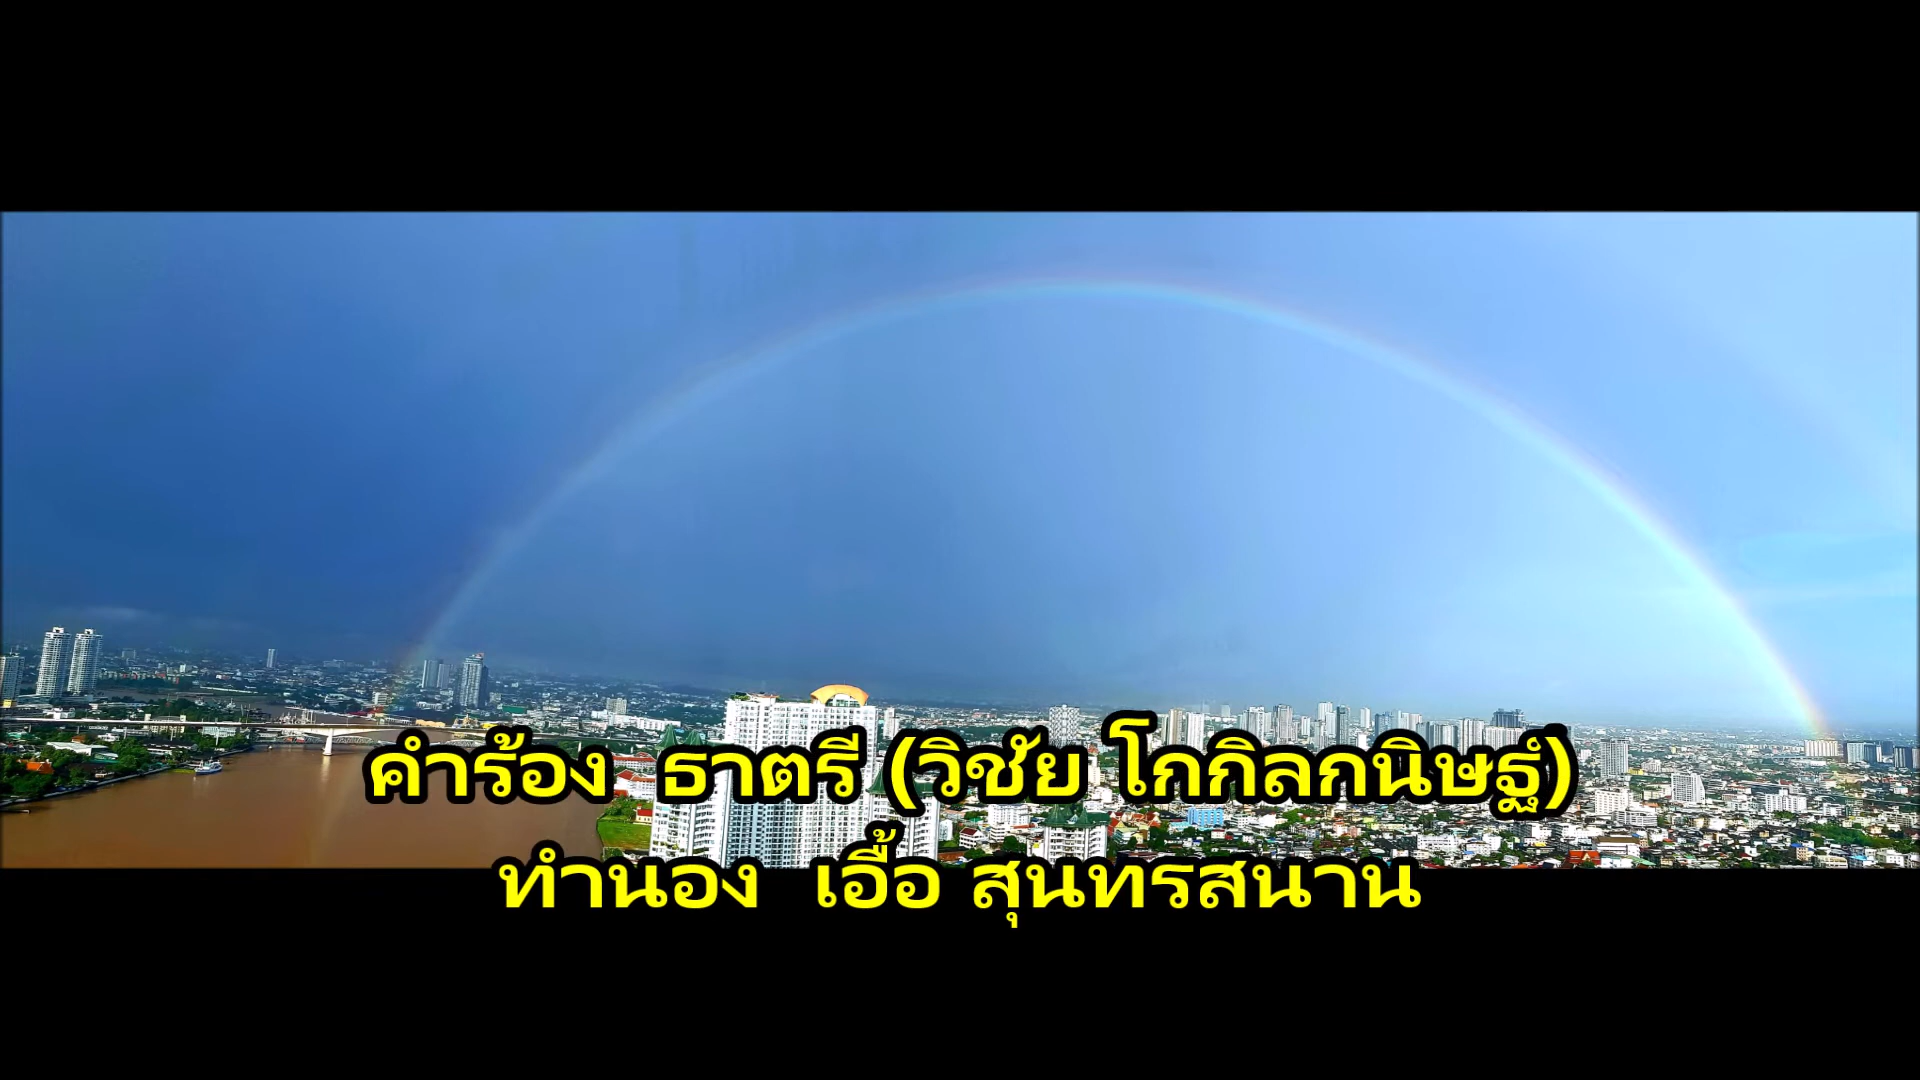 คำร้อง  ธาตรี (วิชัย โกกิลกนิษฐ์)
ทำนอง  เอื้อ สุนทรสนาน